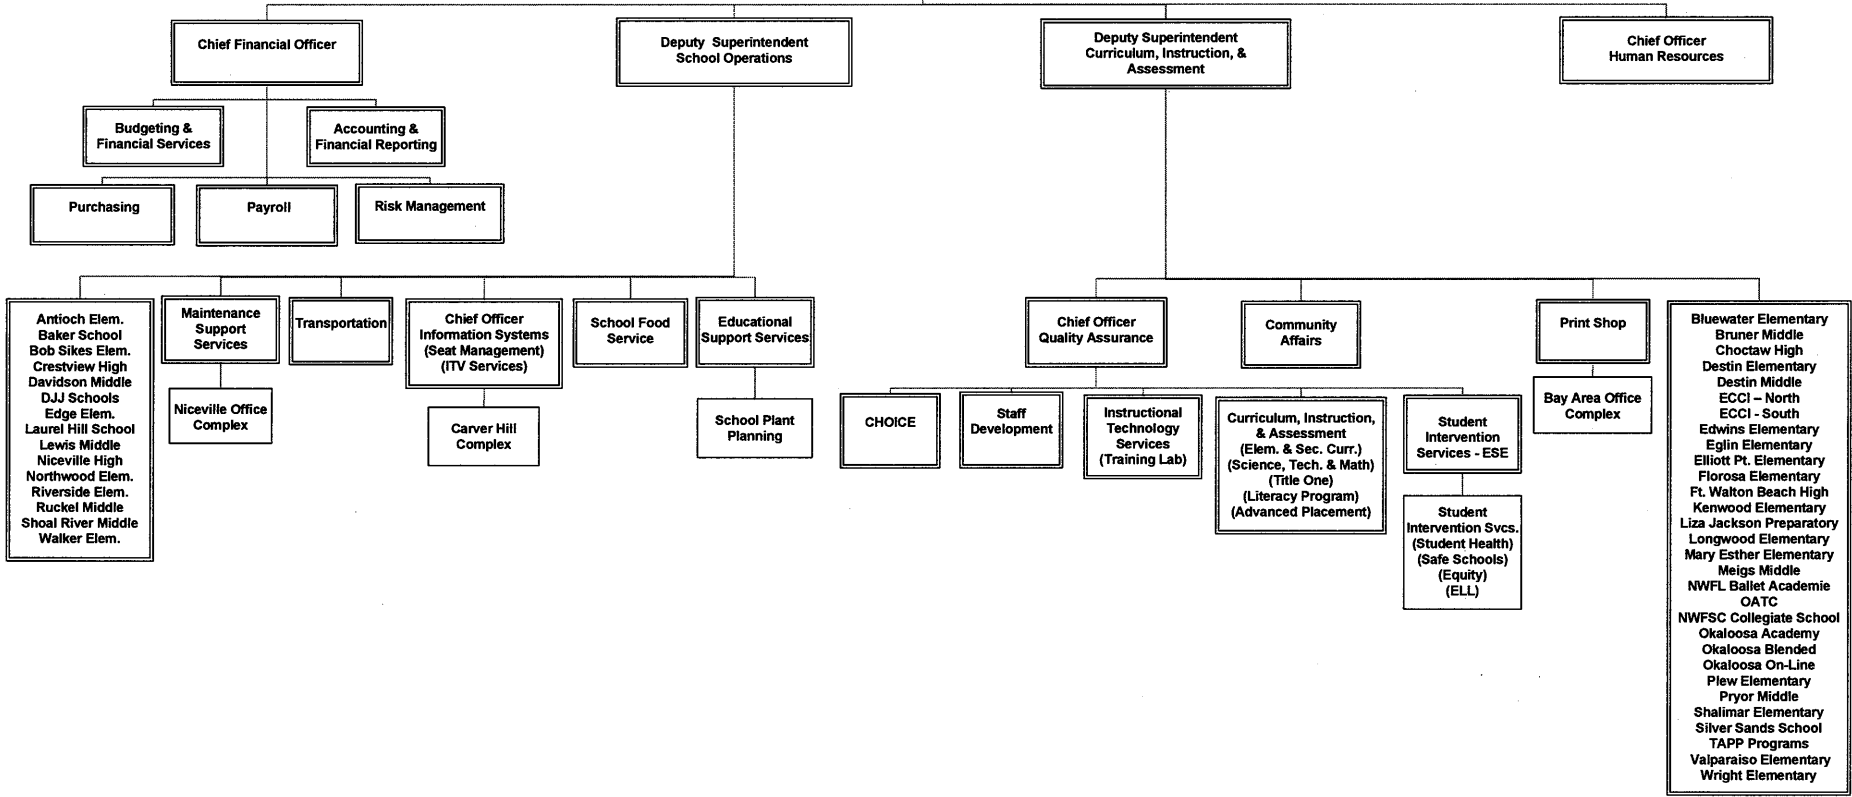 Chief Financial Officer
Deputy Superintendent
School Operations
Deputy Superintendent
Curriculum, Instruction, &
Assessment
Chief Officer
Human Resources
Budgeting &
Financial Services
Accounting &
Financial Reporting
Purchasing
Payroll
Risk Management
Antioch Elem.
Baker School
Bob Sikes Elem.
Crestview High
Davidson Middle
DJJ Schools
Edge Elem.
Laurel Hill School
Lewis Middle
Niceville High
Northwood Elem.
Riverside Elem.
Ruckel Middle
Shoal River Middle
Walker Elem.
Maintenance
Support
Services
Niceville Office
Complex
Transportation
Chief Officer
Information Systems
(Seat Management)
(ITV Services)
Carver Hill
Complex
School Food
Service
Educational
Support Services
School Plant
Planning
Chief Officer
Quality Assurance
Community
Affairs
Print Shop
Bay Area Office
Complex
CHOICE
Staff
Development
Instructional
Technology
Services
(Training Lab)
Curriculum, Instruction,
& Assessment
(Elem. & Sec. Curr.)
(Science, Tech. & Math)
(Title One)
(Literacy Program)
(Advanced Placement)
Student
Intervention
Services - ESE
Student
Intervention Svcs.
(Student Health)
(Safe Schools)
(Equity)
(ELL)
Bluewater Elementary
Bruner Middle
Choctaw High
Destin Elementary
Destin Middle
ECCI – North
ECCI - South
Edwins Elementary
Eglin Elementary
Elliott Pt. Elementary
Florosa Elementary
Ft. Walton Beach High
Kenwood Elementary
Liza Jackson Preparatory
Longwood Elementary
Mary Esther Elementary
Meigs Middle
NWFL Ballet Academie
OATC
NWFSC Collegiate School
Okaloosa Academy
Okaloosa Blended
Okaloosa On-Line
Plew Elementary
Pryor Middle
Shalimar Elementary
Silver Sands School
TAPP Programs
Valparaiso Elementary
Wright Elementary